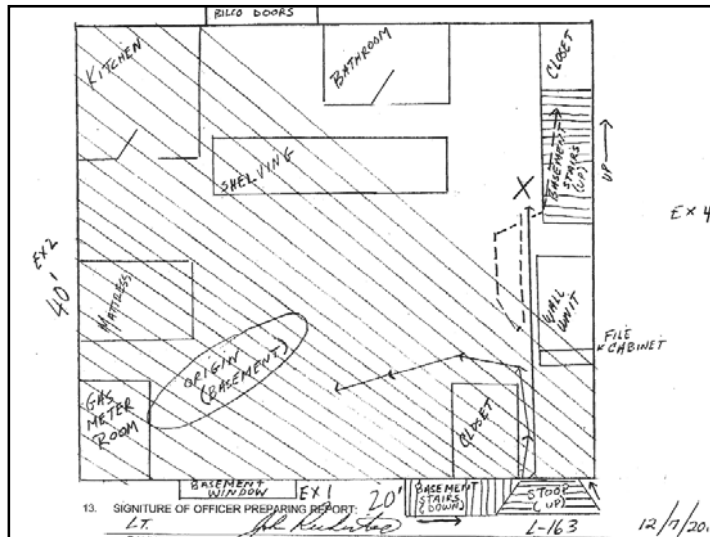 BILCO DOORS
KITCHEN
BATHROOM
CLOSET
SHELVING
BASEMENT
STAIRS
(UP)
UP
X
EX 4
EX2
40'
MATTRESS
WALL
UNIT
FILE
CABINET
ORIGIN
(BASEMENT)
GAS
METER
ROOM
CLOSET
BASEMENT
WINDOW
EX 1
20'
BASEMENT
STAIRS
(DOWN)
STOOP
(UP)
13. SIGNITURE OF OFFICER PREPARING REPORT:
LT. L-163 12/7/20